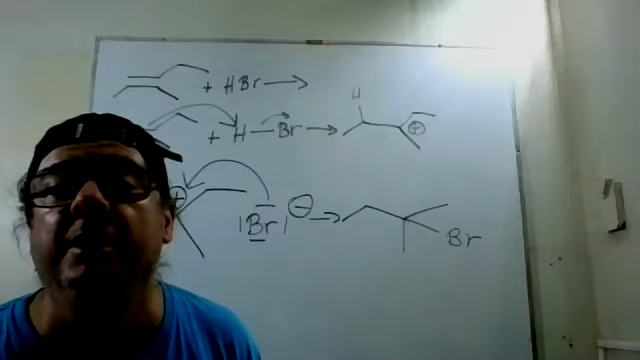 + HBr →
+ H—Br → H ⊕
⊕ |Br| ⊖ → Br